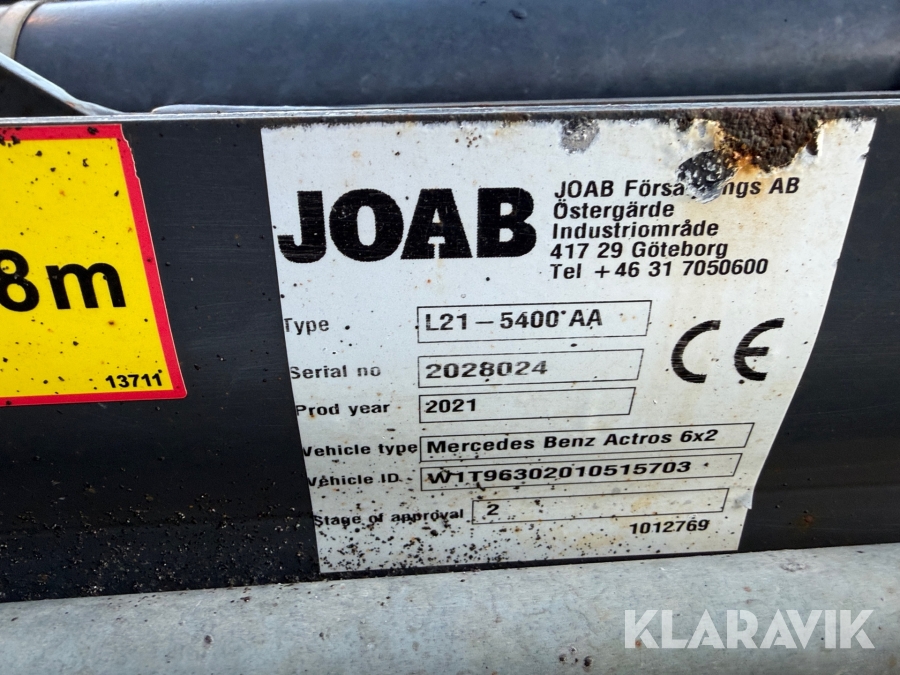 8m
13711
JOAB
JOAB Försä ngs AB
Östergärde
Industriområde
417 29 Göteborg
Tel +46 31 7050600
Type L21-5400 AA
Serial no 2028024
Prod year 2021
Vehicle type Mercedes Benz Actros 6x2
Vehicle ID W1T96302010515703
Stage of approval 2
CE
1012769
KLARAVIK